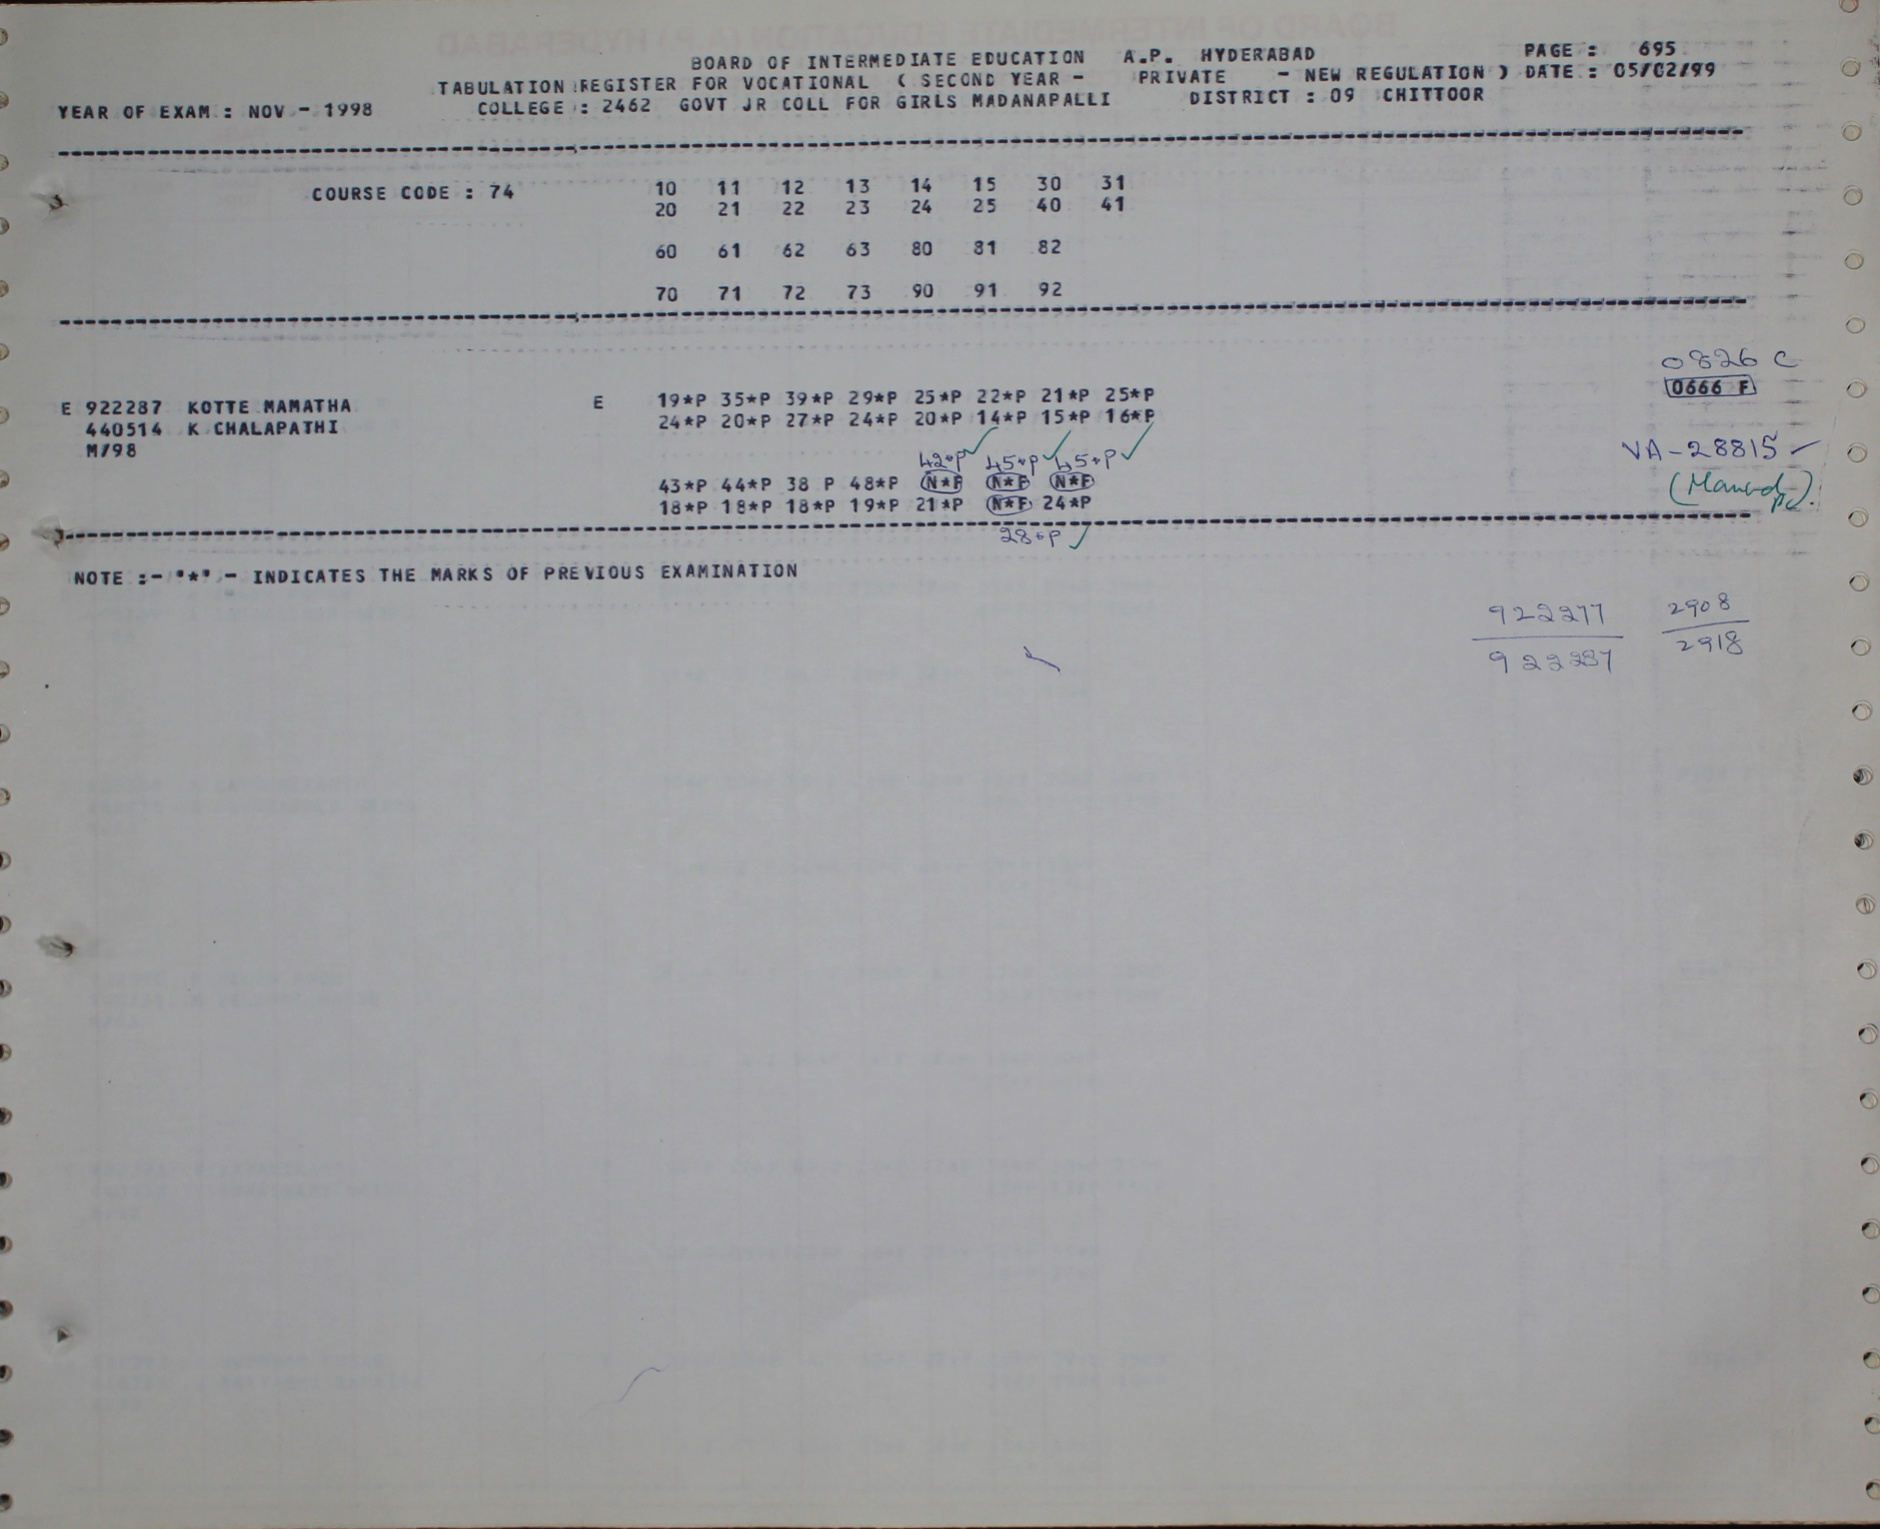 BOARD OF INTERMEDIATE EDUCATION A.P. HYDERABAD PAGE : 695
TABULATION REGISTER FOR VOCATIONAL ( SECOND YEAR - PRIVATE - NEW REGULATION ) DATE : 05/02/99
YEAR OF EXAM : NOV - 1998 COLLEGE : 2462 GOVT JR COLL FOR GIRLS MADANAPALLI DISTRICT : 09 CHITTOOR
COURSE CODE : 74 10 11 12 13 14 15 30 31
20 21 22 23 24 25 40 41
60 61 62 63 80 81 82
70 71 72 73 90 91 92
0826 C
E 922287 KOTTE MAMATHA E 19*P 35*P 39*P 29*P 25*P 22*P 21*P 25*P 0666 F
440514 K CHALAPATHI 24*P 20*P 27*P 24*P 20*P 14*P 15*P 16*P
M/98 VA-28815
42*P 45*P 45*P
43*P 44*P 38 P 48*P N*F N*F N*F
18*P 18*P 18*P 19*P 21*P N*F 24*P
28*P
NOTE :- "*" - INDICATES THE MARKS OF PREVIOUS EXAMINATION
922277 2908
922287 2918